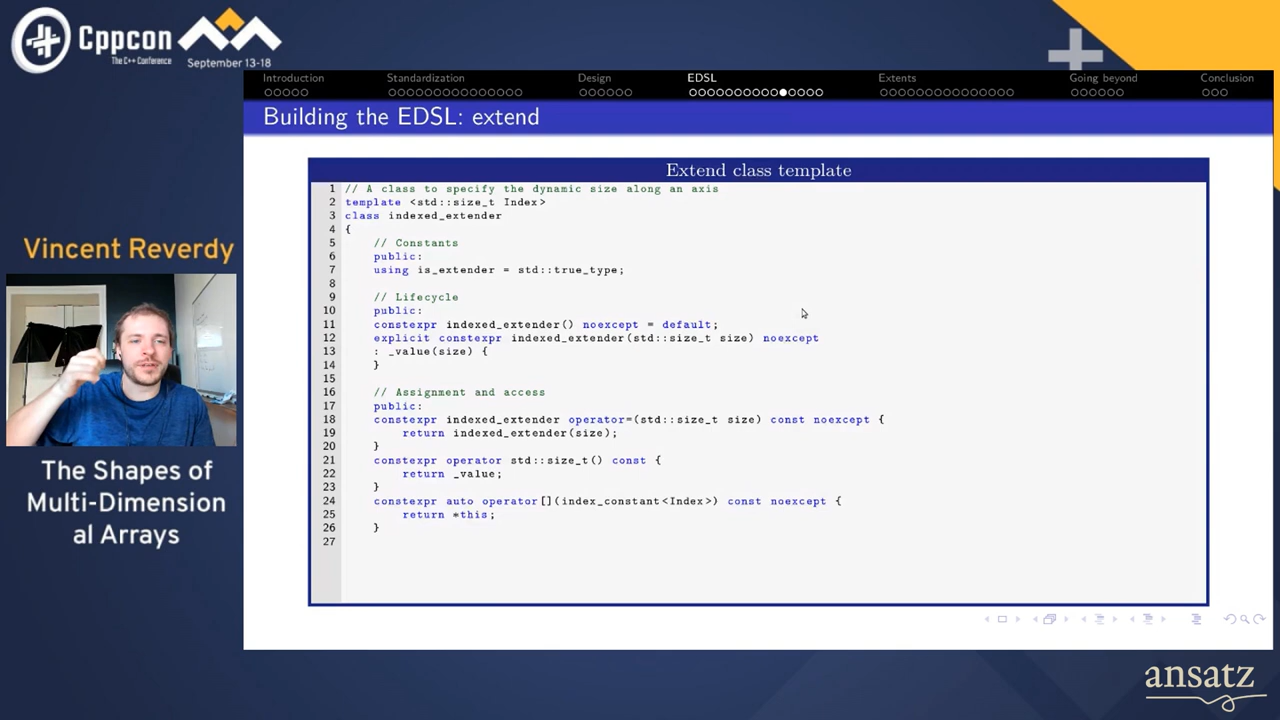 Cppcon
The C++ Conference
September 13-18
Introduction Standardization Design EDSL Extents Going beyond Conclusion
Building the EDSL: extend
Extend class template
1 // A class to specify the dynamic size along an axis
2 template <std::size_t Index>
3 class indexed_extender
4 {
5 // Constants
6 public:
7 using is_extender = std::true_type;
8
9 // Lifecycle
10 public:
11 constexpr indexed_extender() noexcept = default;
12 explicit constexpr indexed_extender(std::size_t size) noexcept
13 : _value(size) {
14 }
15
16 // Assignment and access
17 public:
18 constexpr indexed_extender operator=(std::size_t size) const noexcept {
19 return indexed_extender(size);
20 }
21 constexpr operator std::size_t() const {
22 return _value;
23 }
24 constexpr auto operator[](index_constant<Index>) const noexcept {
25 return *this;
26 }
27
Vincent Reverdy
The Shapes of
Multi-Dimension
al Arrays
ansatz